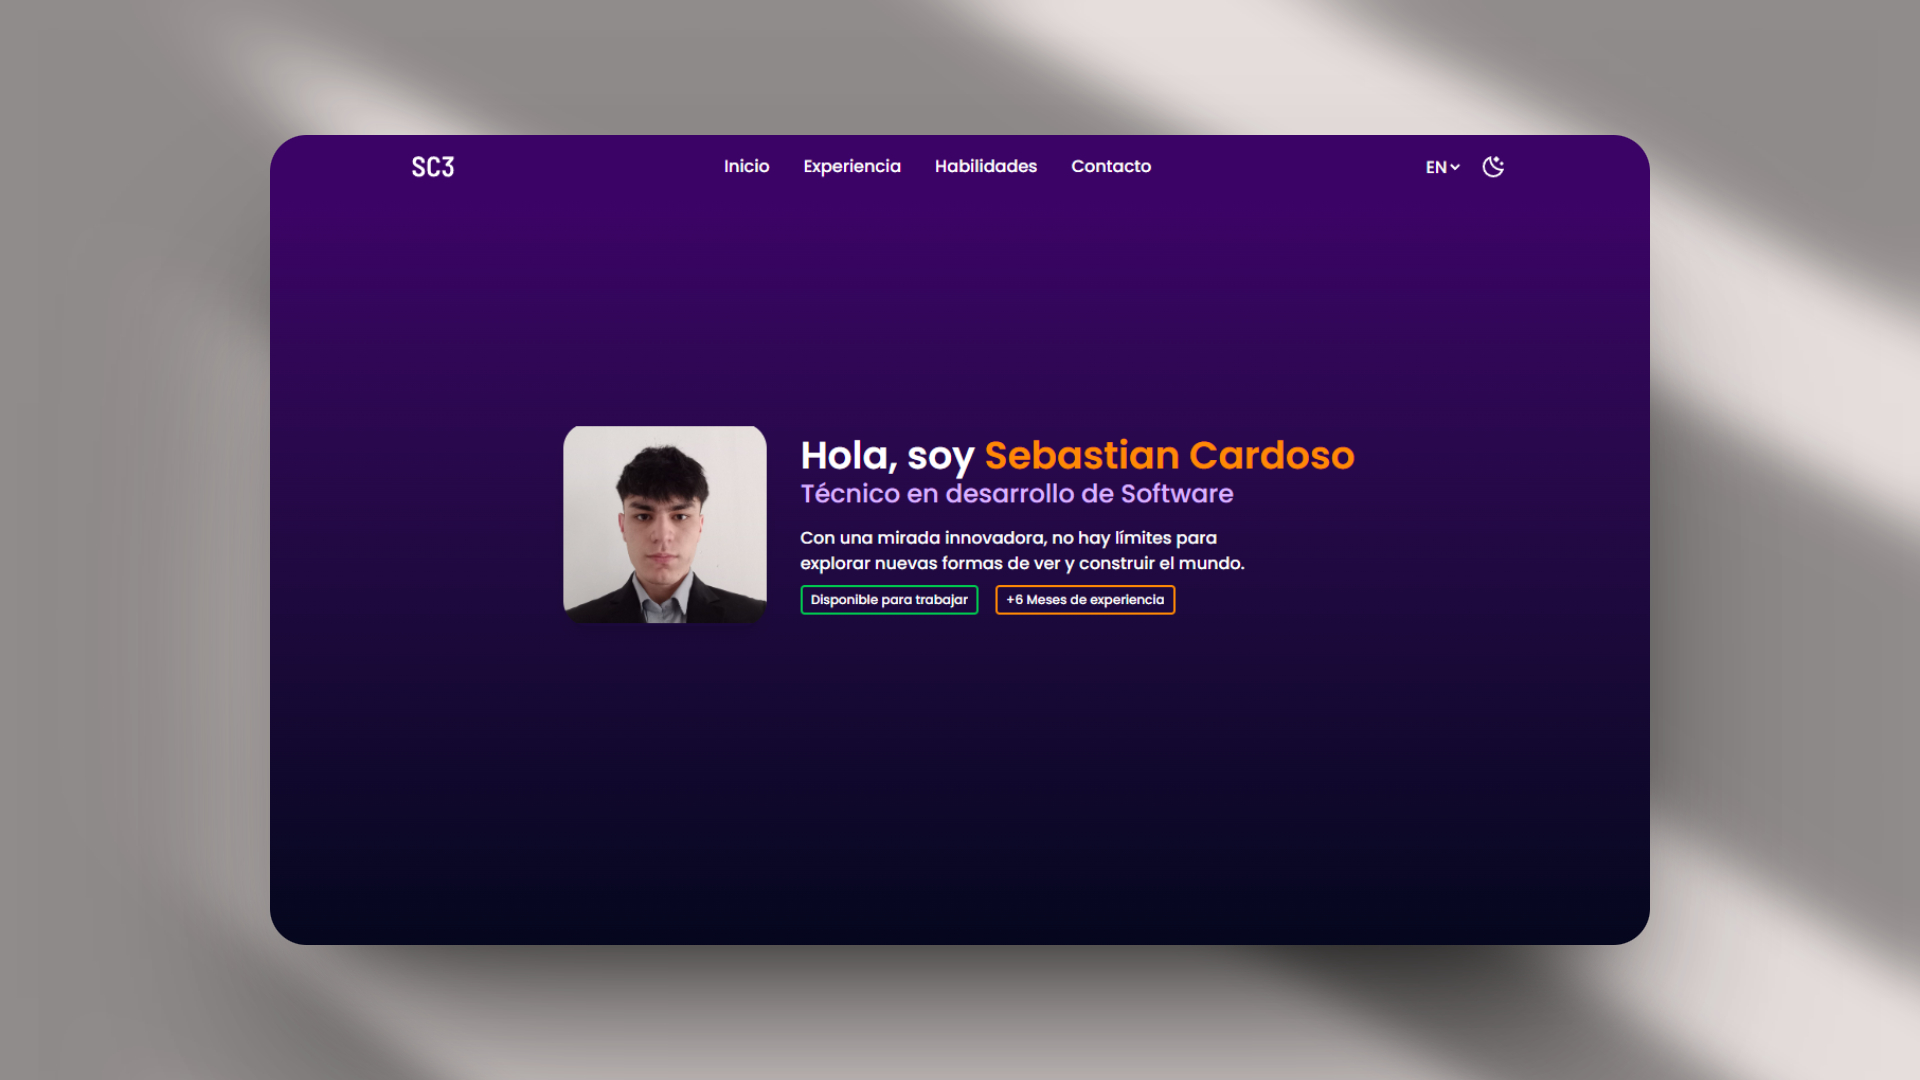 SC3
Inicio Experiencia Habilidades Contacto
EN
Hola, soy Sebastian Cardoso
Técnico en desarrollo de Software
Con una mirada innovadora, no hay límites para
explorar nuevas formas de ver y construir el mundo.
Disponible para trabajar
+6 Meses de experiencia